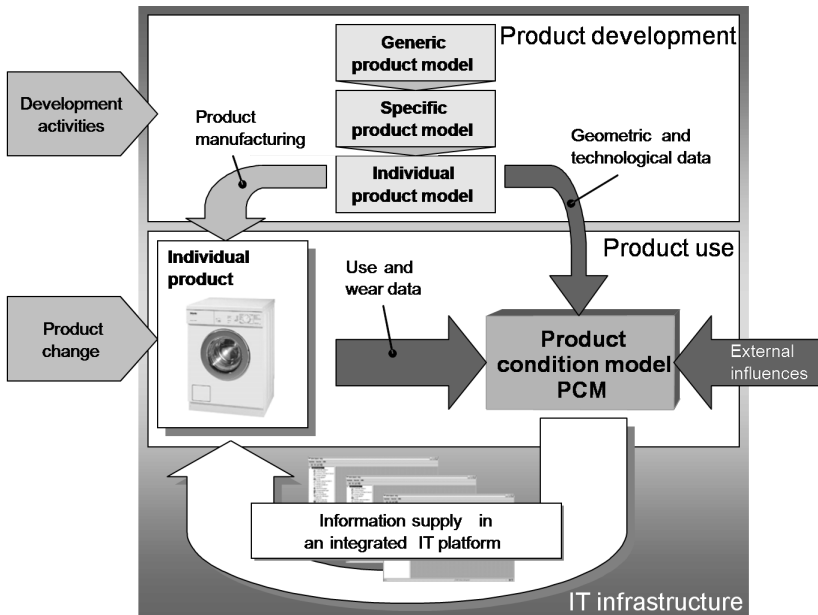 Generic
product model
Product development
Specific
product model
Development
activities
Product
manufacturing
Geometric and
technological data
Individual
product model
Individual
product
Product use
Use and
wear data
Product
change
Product
condition model
PCM
External
influences
Information supply in
an integrated IT platform
IT infrastructure